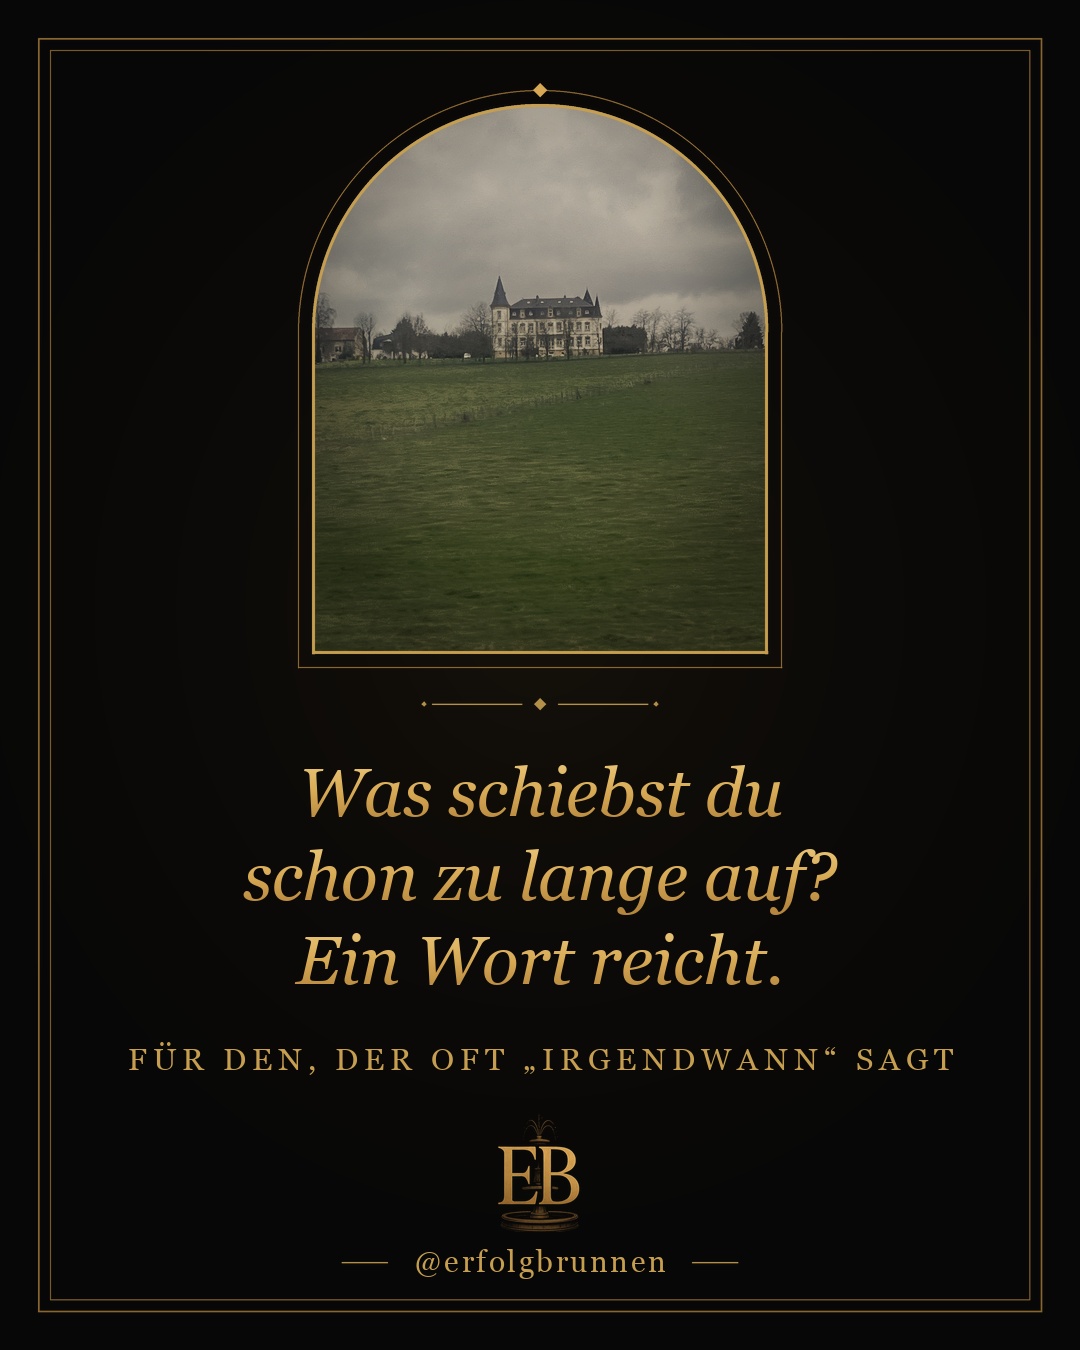 Was schiebst du
schon zu lange auf?
Ein Wort reicht.
FÜR DEN, DER OFT „IRGENDWANN“ SAGT
EB
@erfolgbrunnen